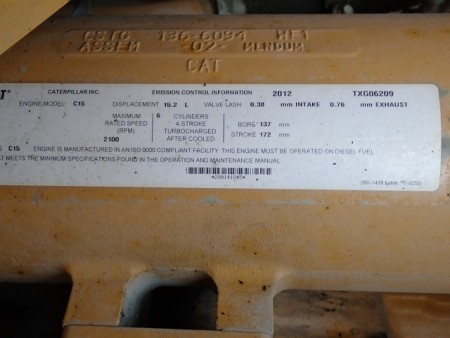 CSTG 136-6094 MF1
ASSEM -02- MENDUM
CAT
CATERPILLAR INC. EMISSION CONTROL INFORMATION 2012 TXG06209
ENGINE MODEL: C15 DISPLACEMENT 15.2 L VALVE LASH 0.38 mm INTAKE 0.76 mm EXHAUST
MAXIMUM RATED SPEED (RPM) 2100
6 CYLINDERS 4-STROKE TURBOCHARGED AFTER COOLED
BORE 137 mm
STROKE 172 mm
C15 ENGINE IS MANUFACTURED IN AN ISO 9000 COMPLIANT FACILITY. THIS ENGINE MUST BE OPERATED ON DIESEL FUEL
MEETS THE MINIMUM SPECIFICATIONS FOUND IN THE OPERATION AND MAINTENANCE MANUAL